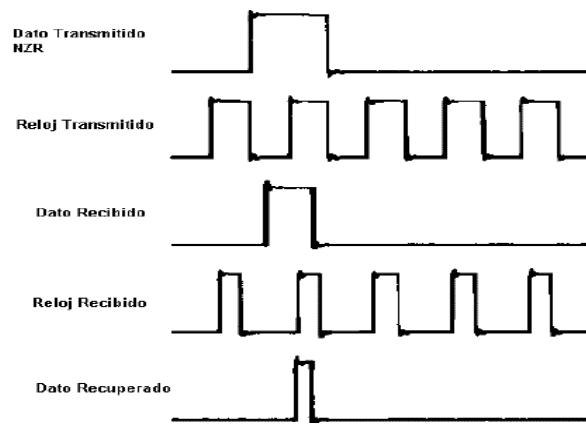 Dato Transmitido
NZR
Reloj Transmitido
Dato Recibido
Reloj Recibido
Dato Recuperado